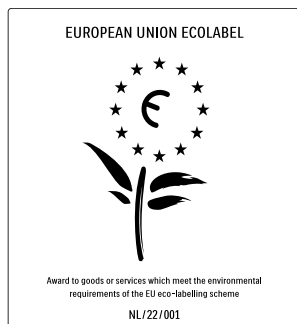 EUROPEAN UNION ECOLABEL
Award to goods or services which meet the environmental
requirements of the EU eco-labelling scheme
NL/22/001